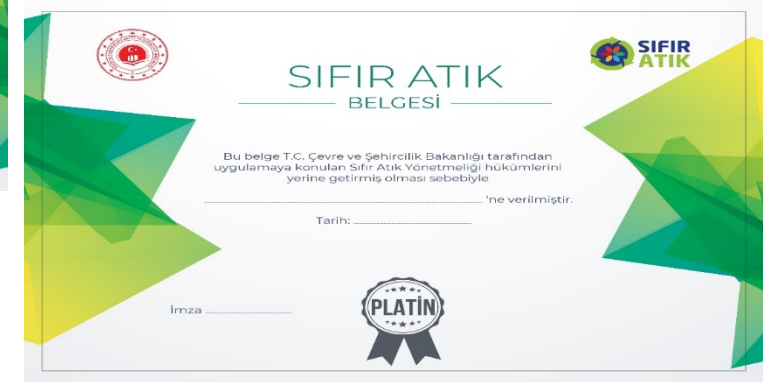 SIFIR ATIK
BELGESİ
SIFIR
ATIK
Bu belge T.C. Çevre ve Şehircilik Bakanlığı tarafından
uygulamaya konulan Sıfır Atık Yönetmeliği hükümlerini
yerine getirmiş olması sebebiyle
'ne verilmiştir.
Tarih:
İmza
PLATİN